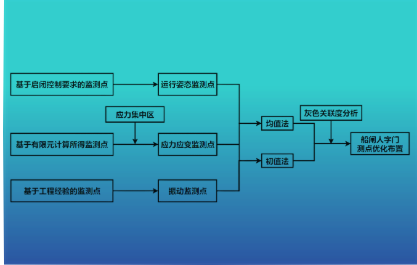 基于启闭控制要求的监测点
运行姿态监测点
应力集中区
灰色关联度分析
均值法
基于有限元计算所得监测点
应力应变监测点
船闸人字门
测点优化布置
初值法
基于工程经验的监测点
振动监测点